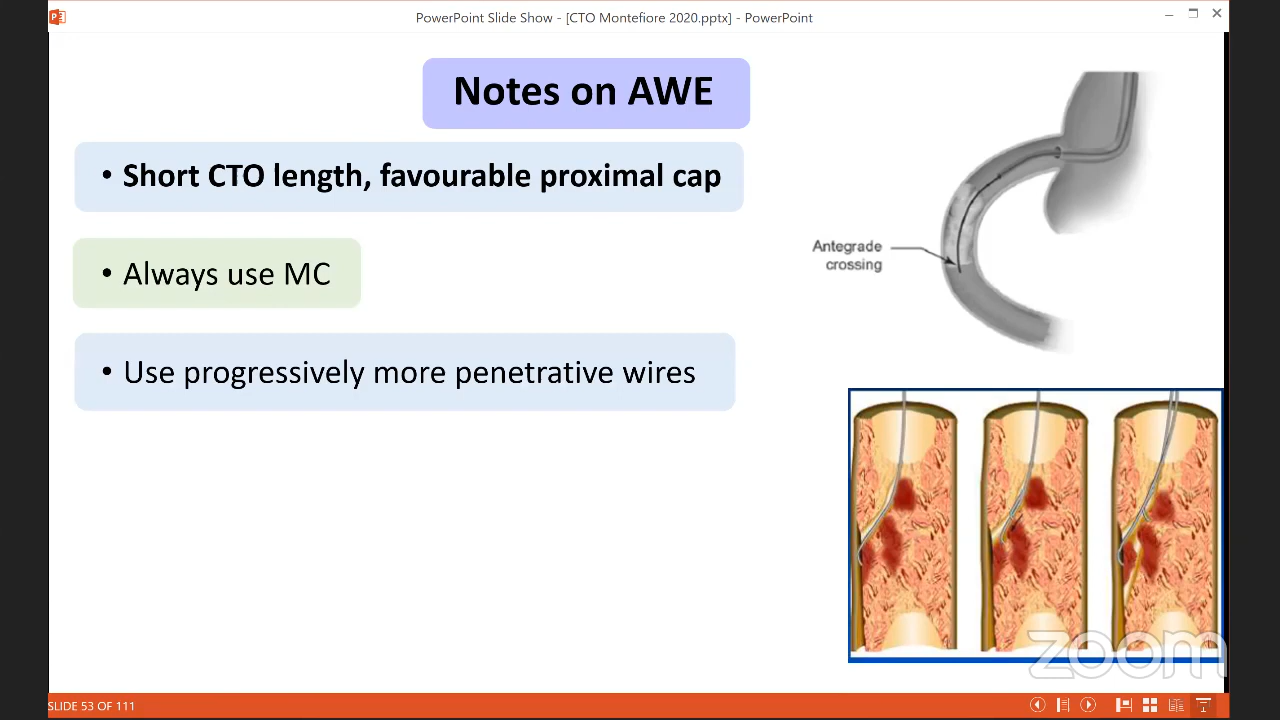 PowerPoint Slide Show - [CTO Montefiore 2020.pptx] - PowerPoint
Notes on AWE
• Short CTO length, favourable proximal cap
• Always use MC
• Use progressively more penetrative wires
Antegrade
crossing
zoom
SLIDE 53 OF 111